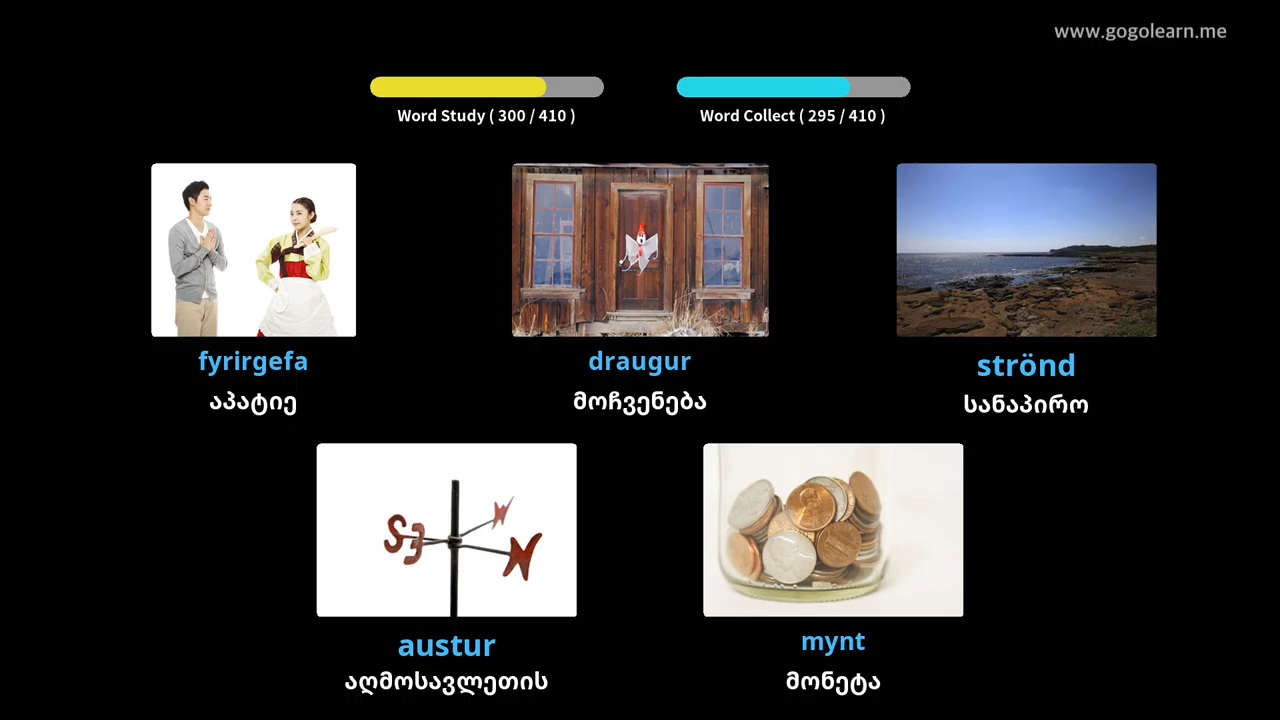 www.gogolearn.me
Word Study ( 300 / 410 )
Word Collect ( 295 / 410 )
fyrirgefa
აპატიე
draugur
მოჩვენება
strönd
სანაპირო
austur
აღმოსავლეთის
mynt
მონეტა